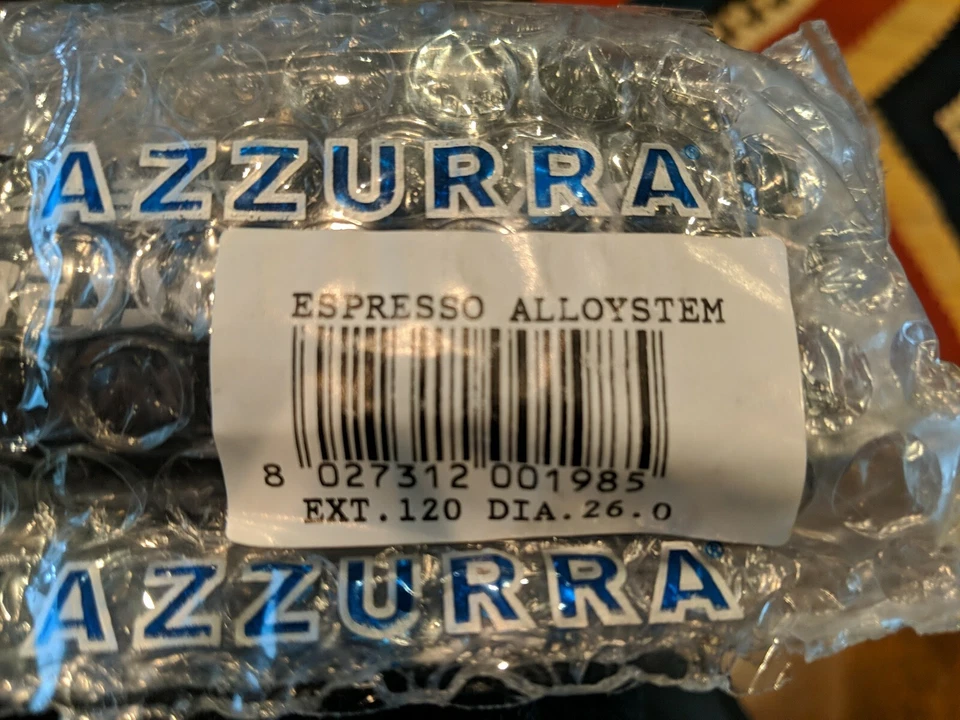 AZZURRA®
ESPRESSO ALLOYSTEM
8 027312 001985
EXT.120 DIA.26.0
AZZURRA®